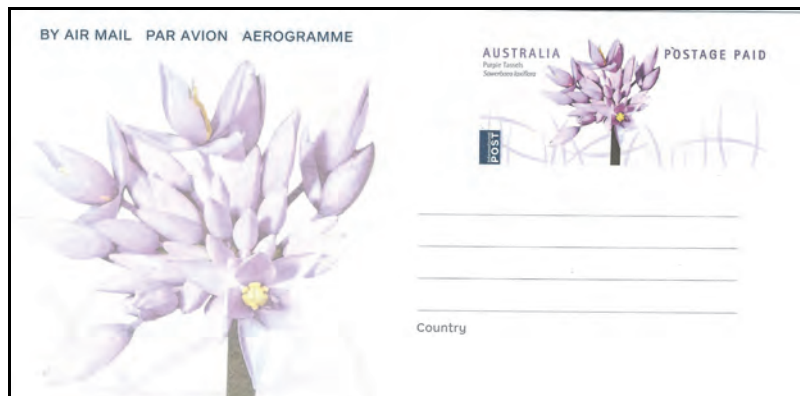 BY AIR MAIL PAR AVION AEROGRAMME
AUSTRALIA POSTAGE PAID
Purple Tassels
Sowerbaea laxiflora
POST
Country